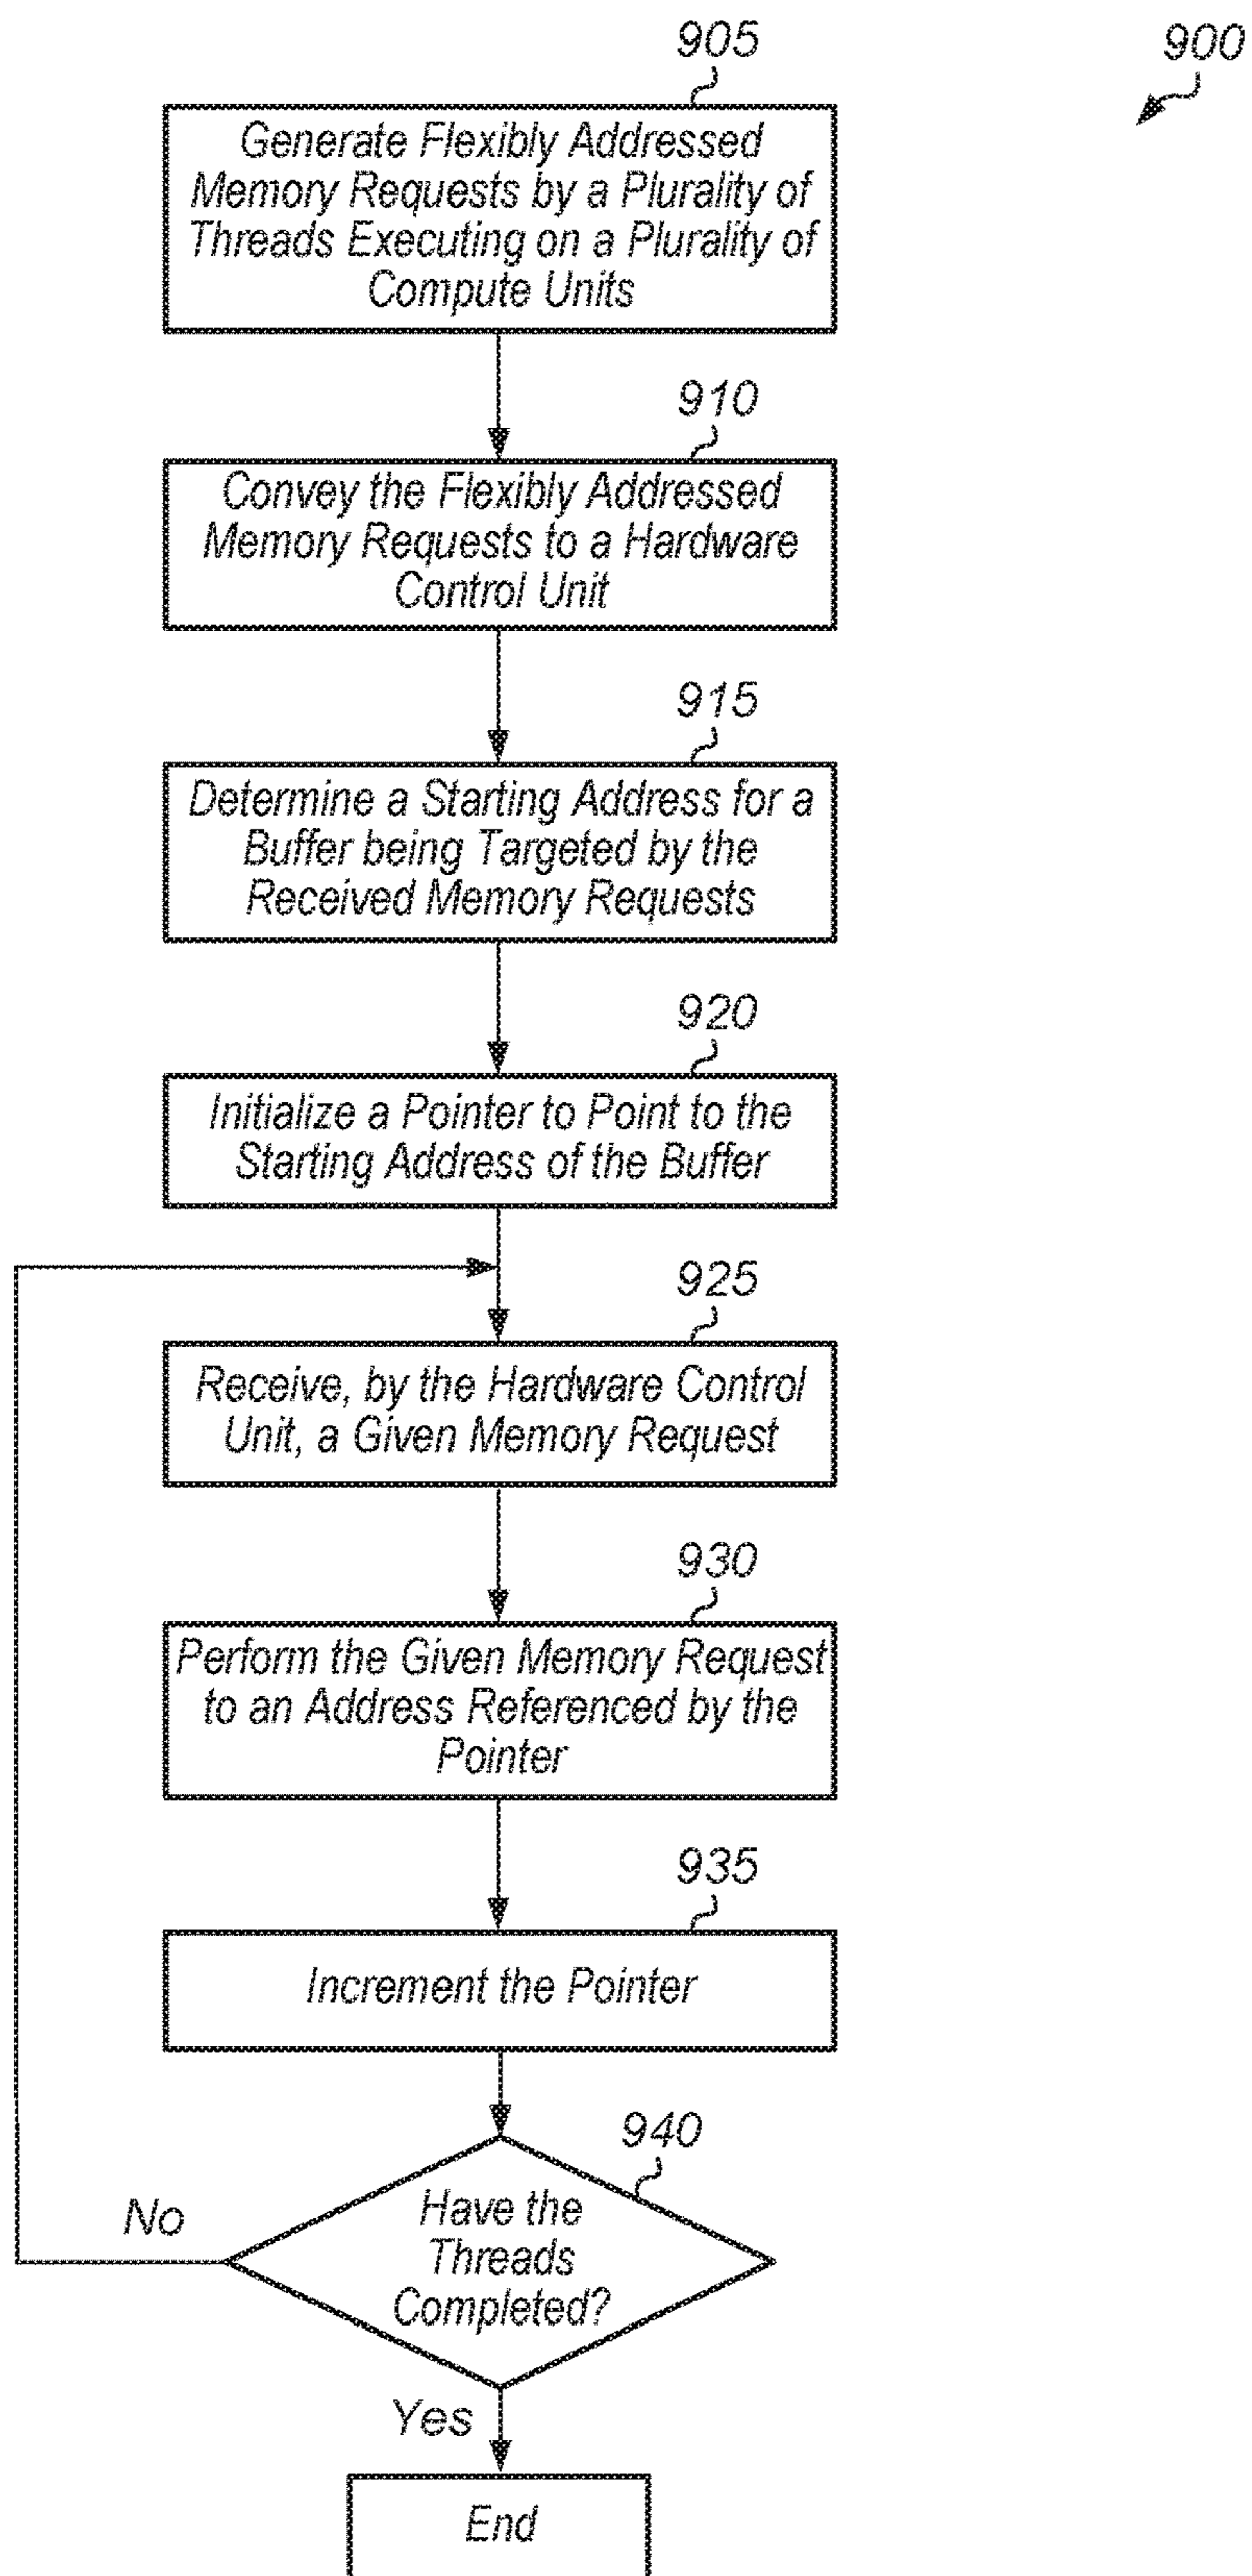 905
900
Generate Flexibly Addressed
Memory Requests by a Plurality of
Threads Executing on a Plurality of
Compute Units
910
Convey the Flexibly Addressed
Memory Requests to a Hardware
Control Unit
915
Determine a Starting Address for a
Buffer being Targeted by the
Received Memory Requests
920
Initialize a Pointer to Point to the
Starting Address of the Buffer
925
Receive, by the Hardware Control
Unit, a Given Memory Request
930
Perform the Given Memory Request
to an Address Referenced by the
Pointer
935
Increment the Pointer
940
Have the
Threads
Completed?
No
Yes
End